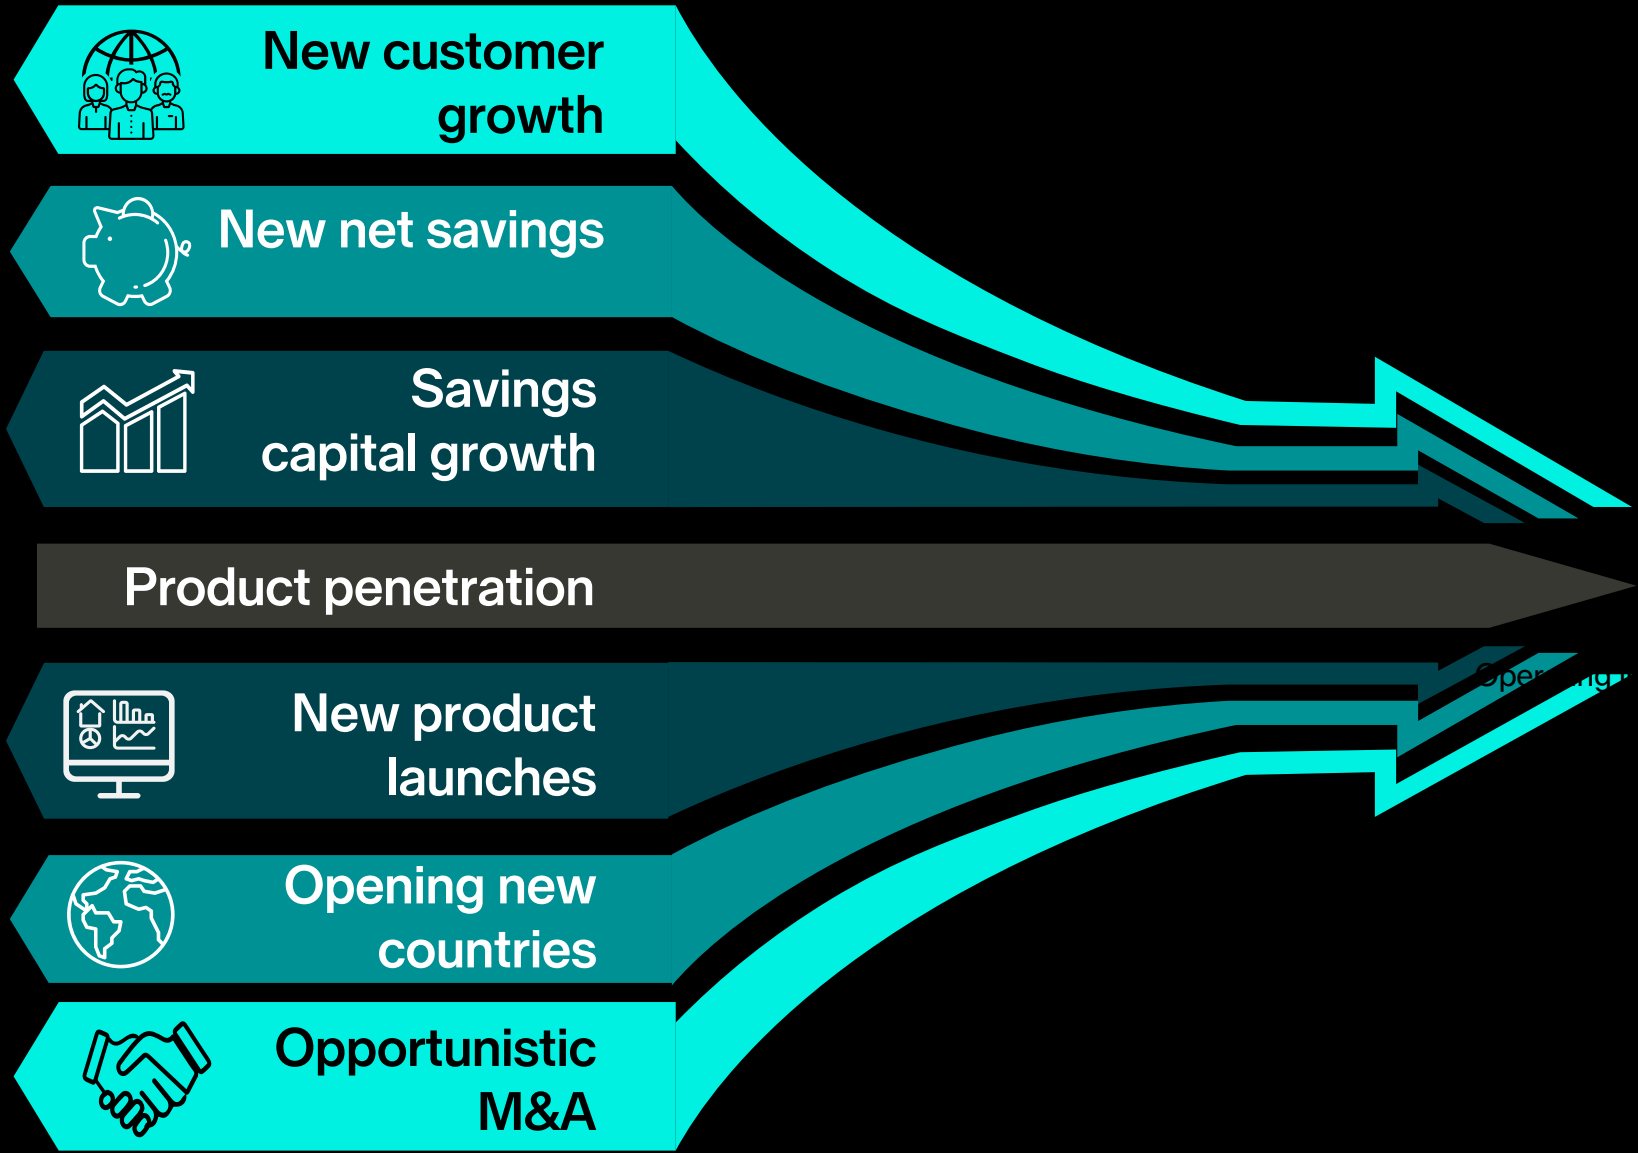 New customer
growth
New net savings
Savings
capital growth
Product penetration
New product
launches
Opening new
countries
Opportunistic
M&A